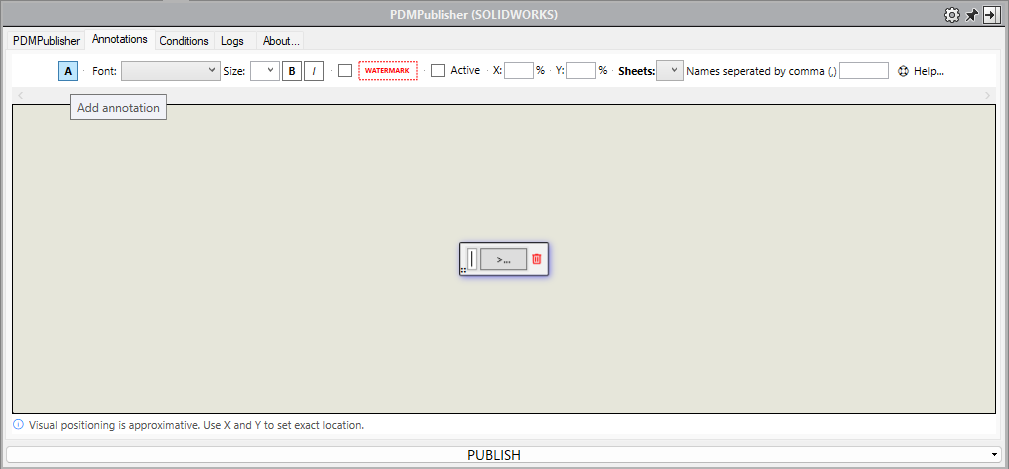 PDMPublisher (SOLIDWORKS)
PDMPublisher Annotations Conditions Logs About...
A · Font: Size: B I · WATERMARK · Active · X: % · Y: % · Sheets: Names seperated by comma (,) Help...
Add annotation
>...
Visual positioning is approximative. Use X and Y to set exact location.
PUBLISH